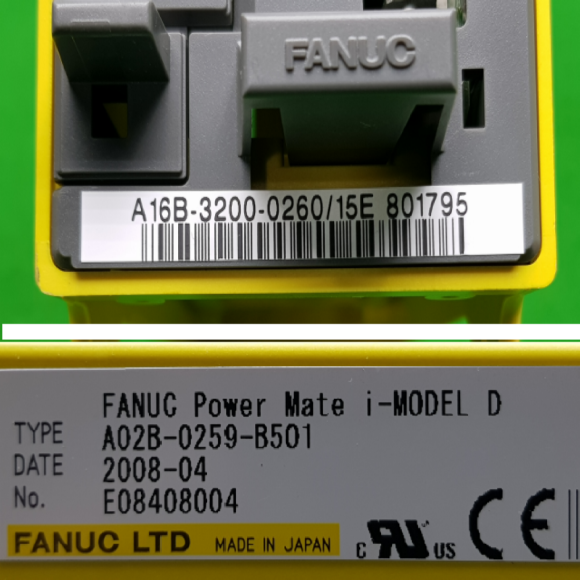 FANUC
A16B-3200-0260/15E 801795
FANUC Power Mate i-MODEL D
TYPE A02B-0259-B501
DATE 2008-04
No. E08408004
FANUC LTD MADE IN JAPAN
c RU US CE